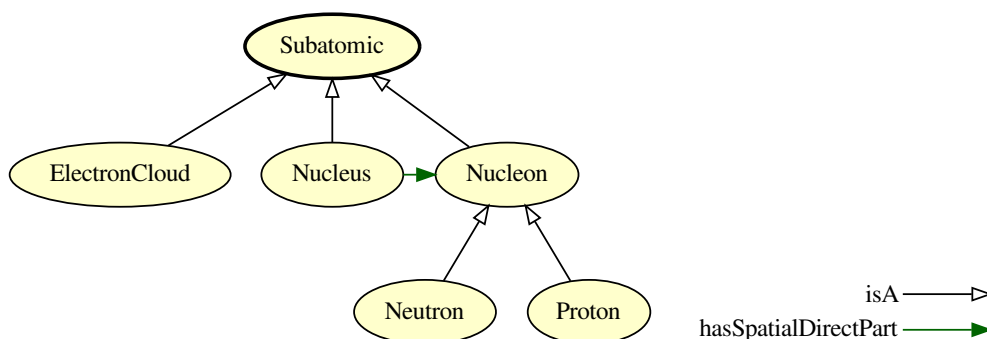 Subatomic
ElectronCloud
Nucleus
Nucleon
Neutron
Proton
isA
hasSpatialDirectPart